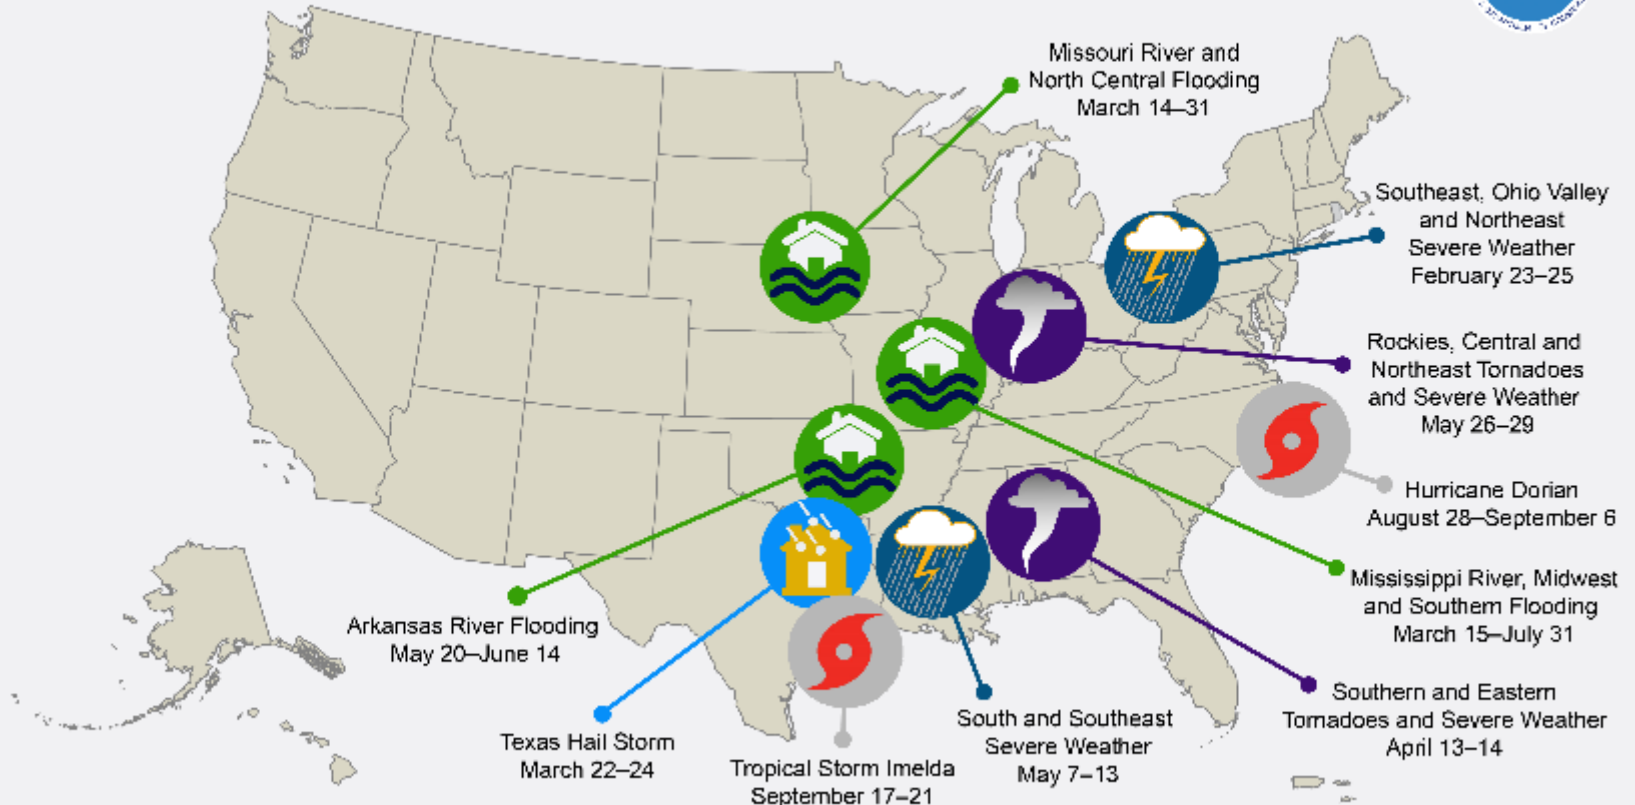 Missouri River and
North Central Flooding
March 14–31
Southeast, Ohio Valley
and Northeast
Severe Weather
February 23–25
Rockies, Central and
Northeast Tornadoes
and Severe Weather
May 26–29
Hurricane Dorian
August 28–September 6
Mississippi River, Midwest
and Southern Flooding
March 15–July 31
Southern and Eastern
Tornadoes and Severe Weather
April 13–14
South and Southeast
Severe Weather
May 7–13
Tropical Storm Imelda
September 17–21
Texas Hail Storm
March 22–24
Arkansas River Flooding
May 20–June 14